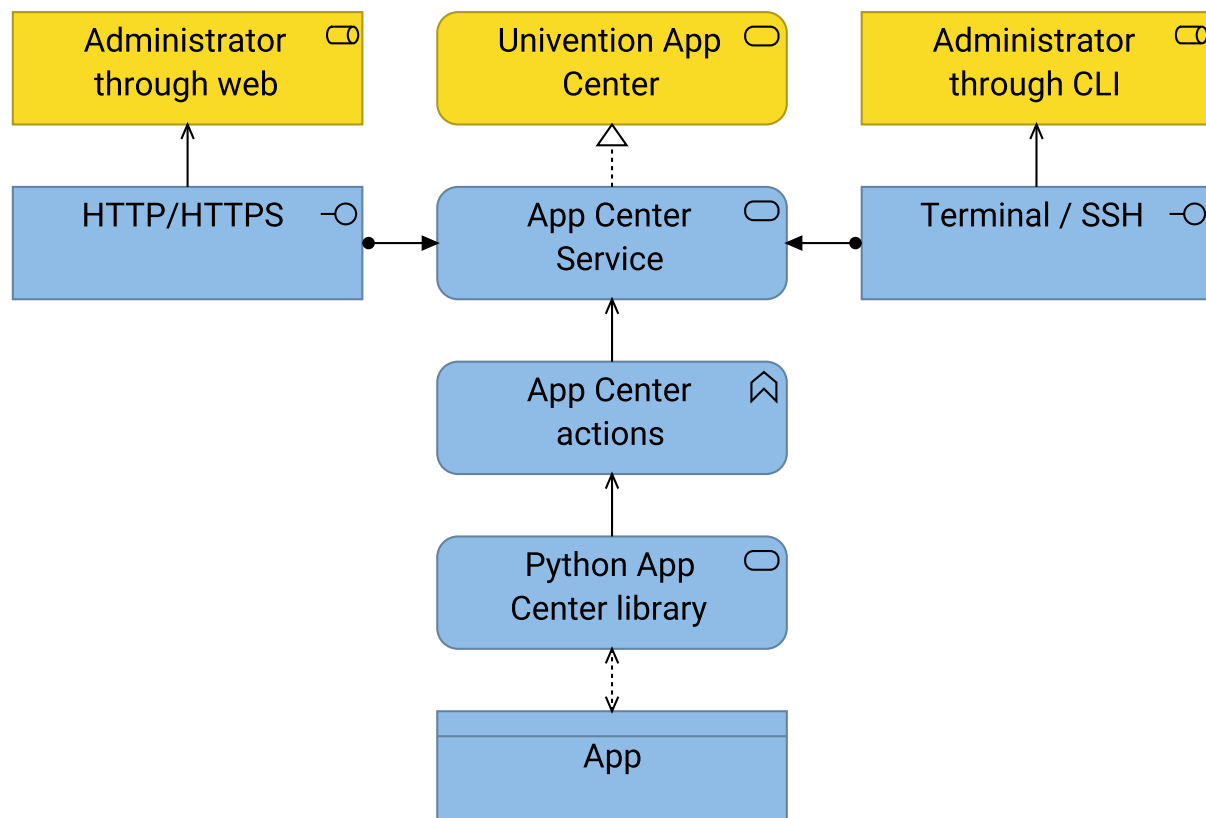 Administrator
through web
Univention App
Center
Administrator
through CLI
HTTP/HTTPS
App Center
Service
Terminal / SSH
App Center
actions
Python App
Center library
App